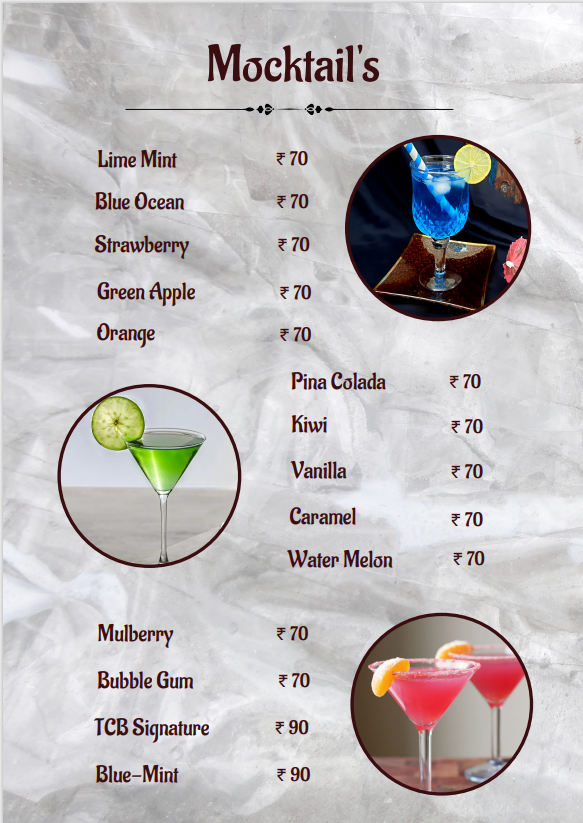 Mocktail's
Lime Mint ₹ 70
Blue Ocean ₹ 70
Strawberry ₹ 70
Green Apple ₹ 70
Orange ₹ 70
Pina Colada ₹ 70
Kiwi ₹ 70
Vanilla ₹ 70
Caramel ₹ 70
Water Melon ₹ 70
Mulberry ₹ 70
Bubble Gum ₹ 70
TCB Signature ₹ 90
Blue-Mint ₹ 90